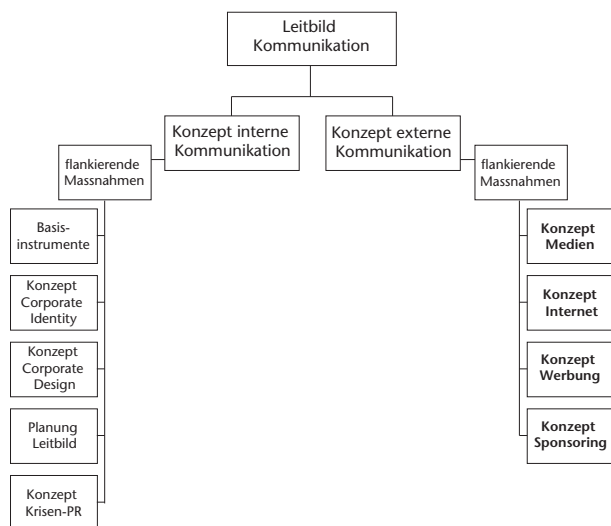 Leitbild
Kommunikation
Konzept interne
Kommunikation
Konzept externe
Kommunikation
flankierende
Massnahmen
flankierende
Massnahmen
Basis-
instrumente
Konzept
Corporate
Identity
Konzept
Corporate
Design
Planung
Leitbild
Konzept
Krisen-PR
Konzept
Medien
Konzept
Internet
Konzept
Werbung
Konzept
Sponsoring